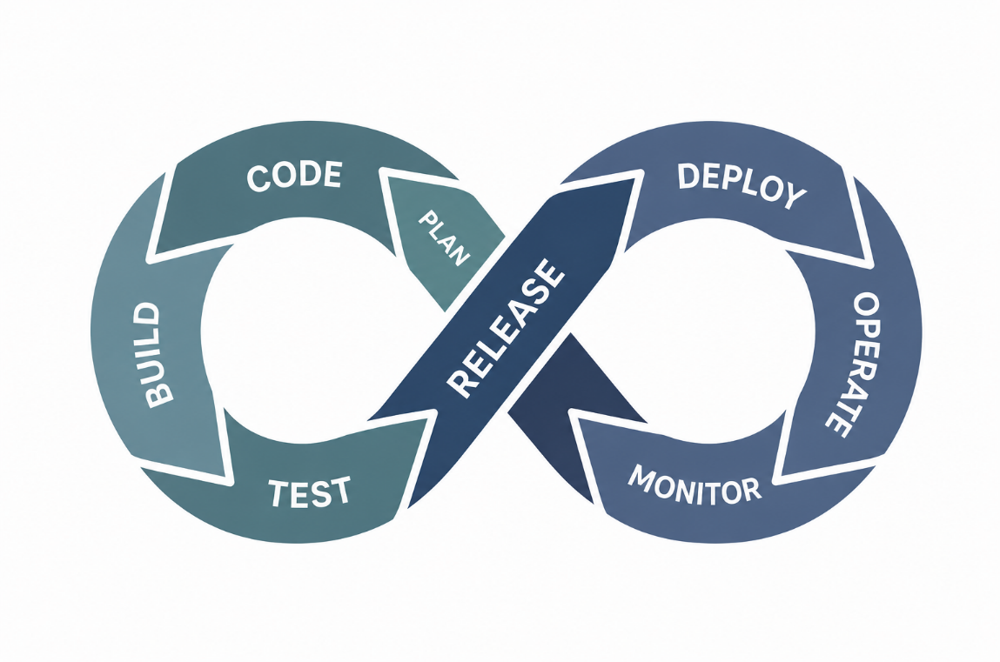 PLAN
CODE
BUILD
TEST
RELEASE
DEPLOY
OPERATE
MONITOR